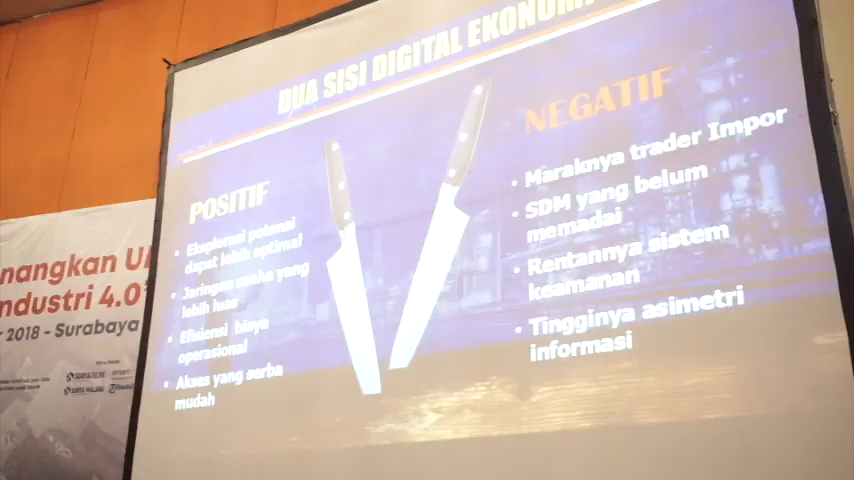 DUA SISI DIGITAL EKONOMI
POSITIF
• Eksplorasi potensi
dapat lebih optimal
• Jaringan usaha yang
lebih luas
• Efisiensi biaya
operasional
• Akses yang serba
mudah
NEGATIF
• Maraknya trader Impor
• SDM yang belum
memadai
• Rentannya sistem
keamanan
• Tingginya asimetri
informasi
nangkan U
ndustri 4.0"
2018 - Surabaya
SURYA MALANG